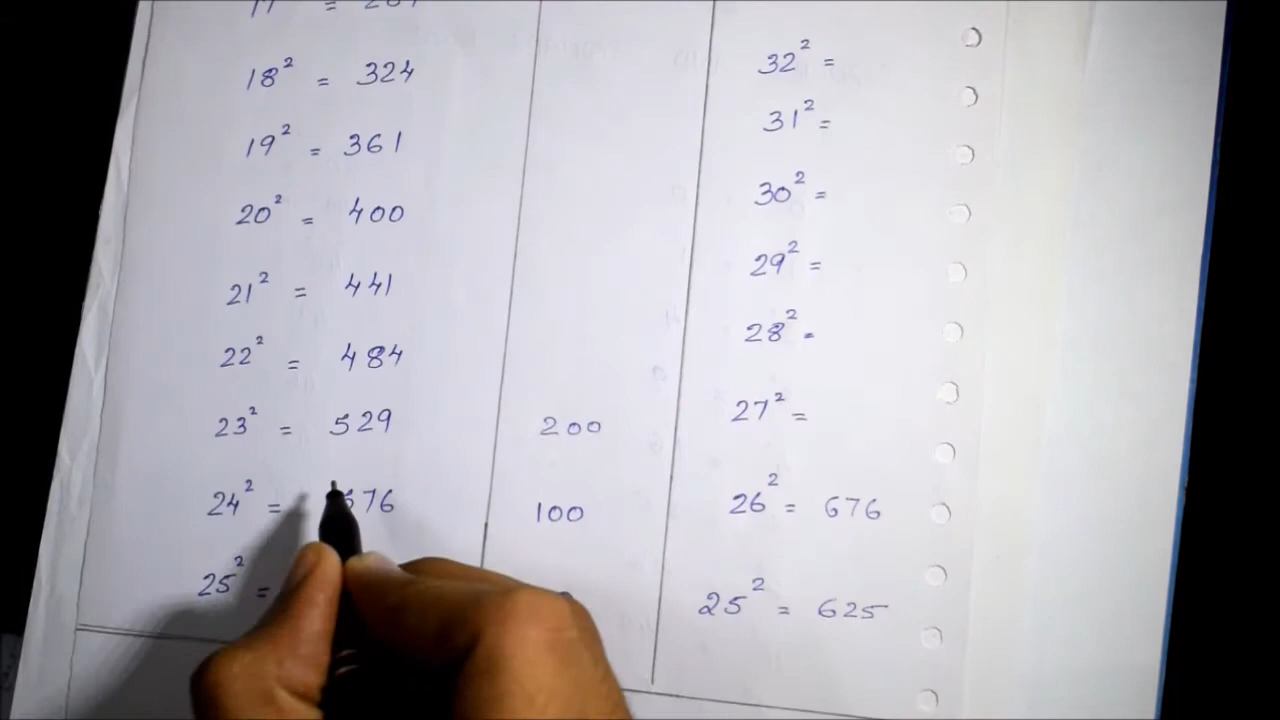 18² = 324
19² = 361
20² = 400
21² = 441
22² = 484
23² = 529
24² = 576
25² =
200
100
32² =
31² =
30² =
29² =
28² =
27² =
26² = 676
25² = 625